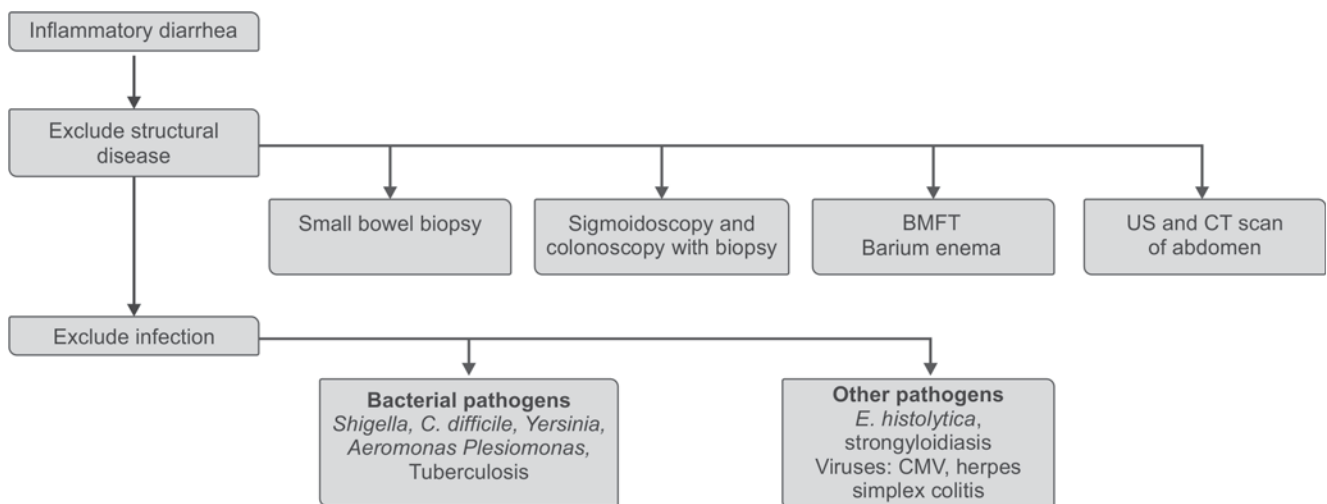 Inflammatory diarrhea
Exclude structural
disease
Small bowel biopsy
Sigmoidoscopy and
colonoscopy with biopsy
BMFT
Barium enema
US and CT scan
of abdomen
Exclude infection
Bacterial pathogens
Shigella, C. difficile, Yersinia,
Aeromonas Plesiomonas,
Tuberculosis
Other pathogens
E. histolytica,
strongyloidiasis
Viruses: CMV, herpes
simplex colitis